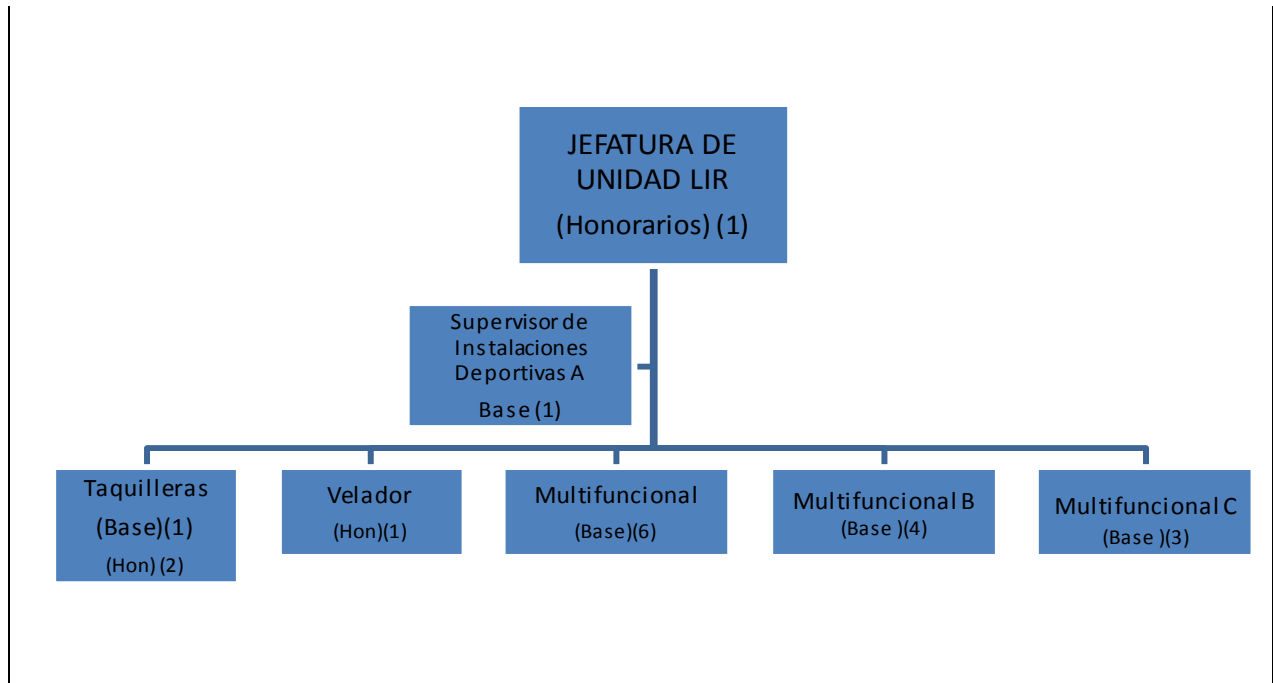 JEFATURA DE
UNIDAD LIR
(Honorarios) (1)
Supervisor de
Instalaciones
Deportivas A
Base (1)
Taquilleras
(Base)(1)
(Hon) (2)
Velador
(Hon)(1)
Multifuncional
(Base)(6)
Multifuncional B
(Base )(4)
Multifuncional C
(Base )(3)